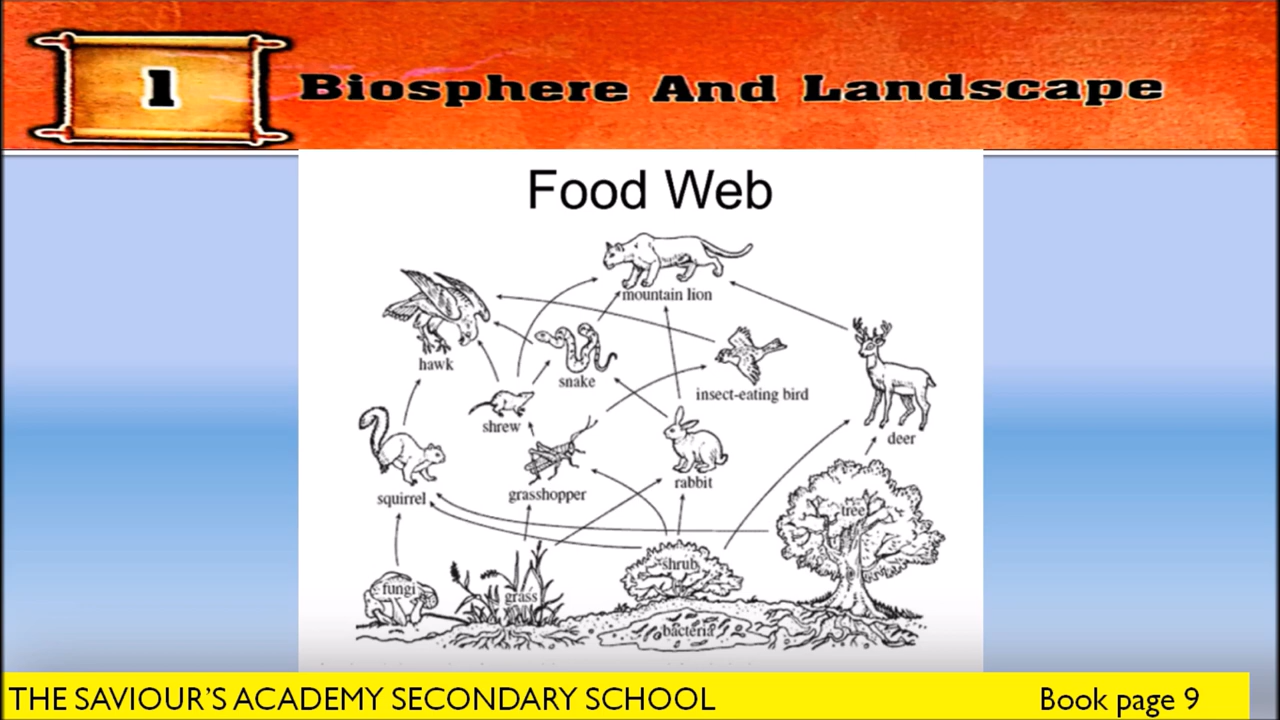 1
Biosphere And Landscape
Food Web
mountain lion
hawk
snake
insect-eating bird
shrew
deer
squirrel
grasshopper
rabbit
tree
fungi
grass
shrub
bacteria
THE SAVIOUR'S ACADEMY SECONDARY SCHOOL
Book page 9